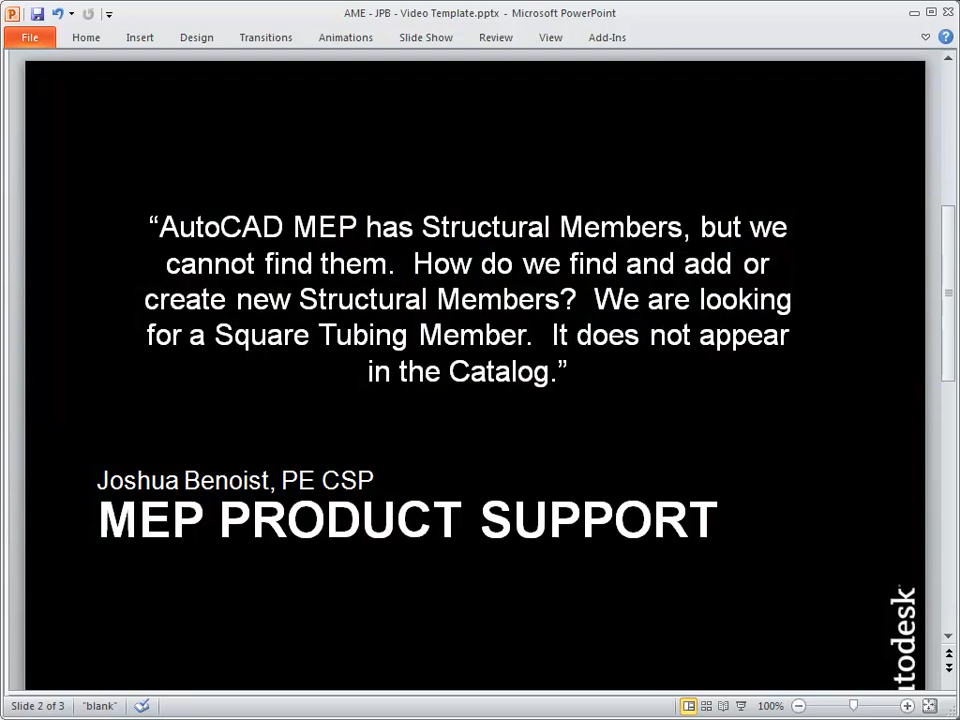 AME - JPB - Video Template.pptx - Microsoft PowerPoint
File Home Insert Design Transitions Animations Slide Show Review View Add-Ins
“AutoCAD MEP has Structural Members, but we
cannot find them. How do we find and add or
create new Structural Members? We are looking
for a Square Tubing Member. It does not appear
in the Catalog.”
Joshua Benoist, PE CSP
MEP PRODUCT SUPPORT
utodesk
Slide 2 of 3 "blank" 100%